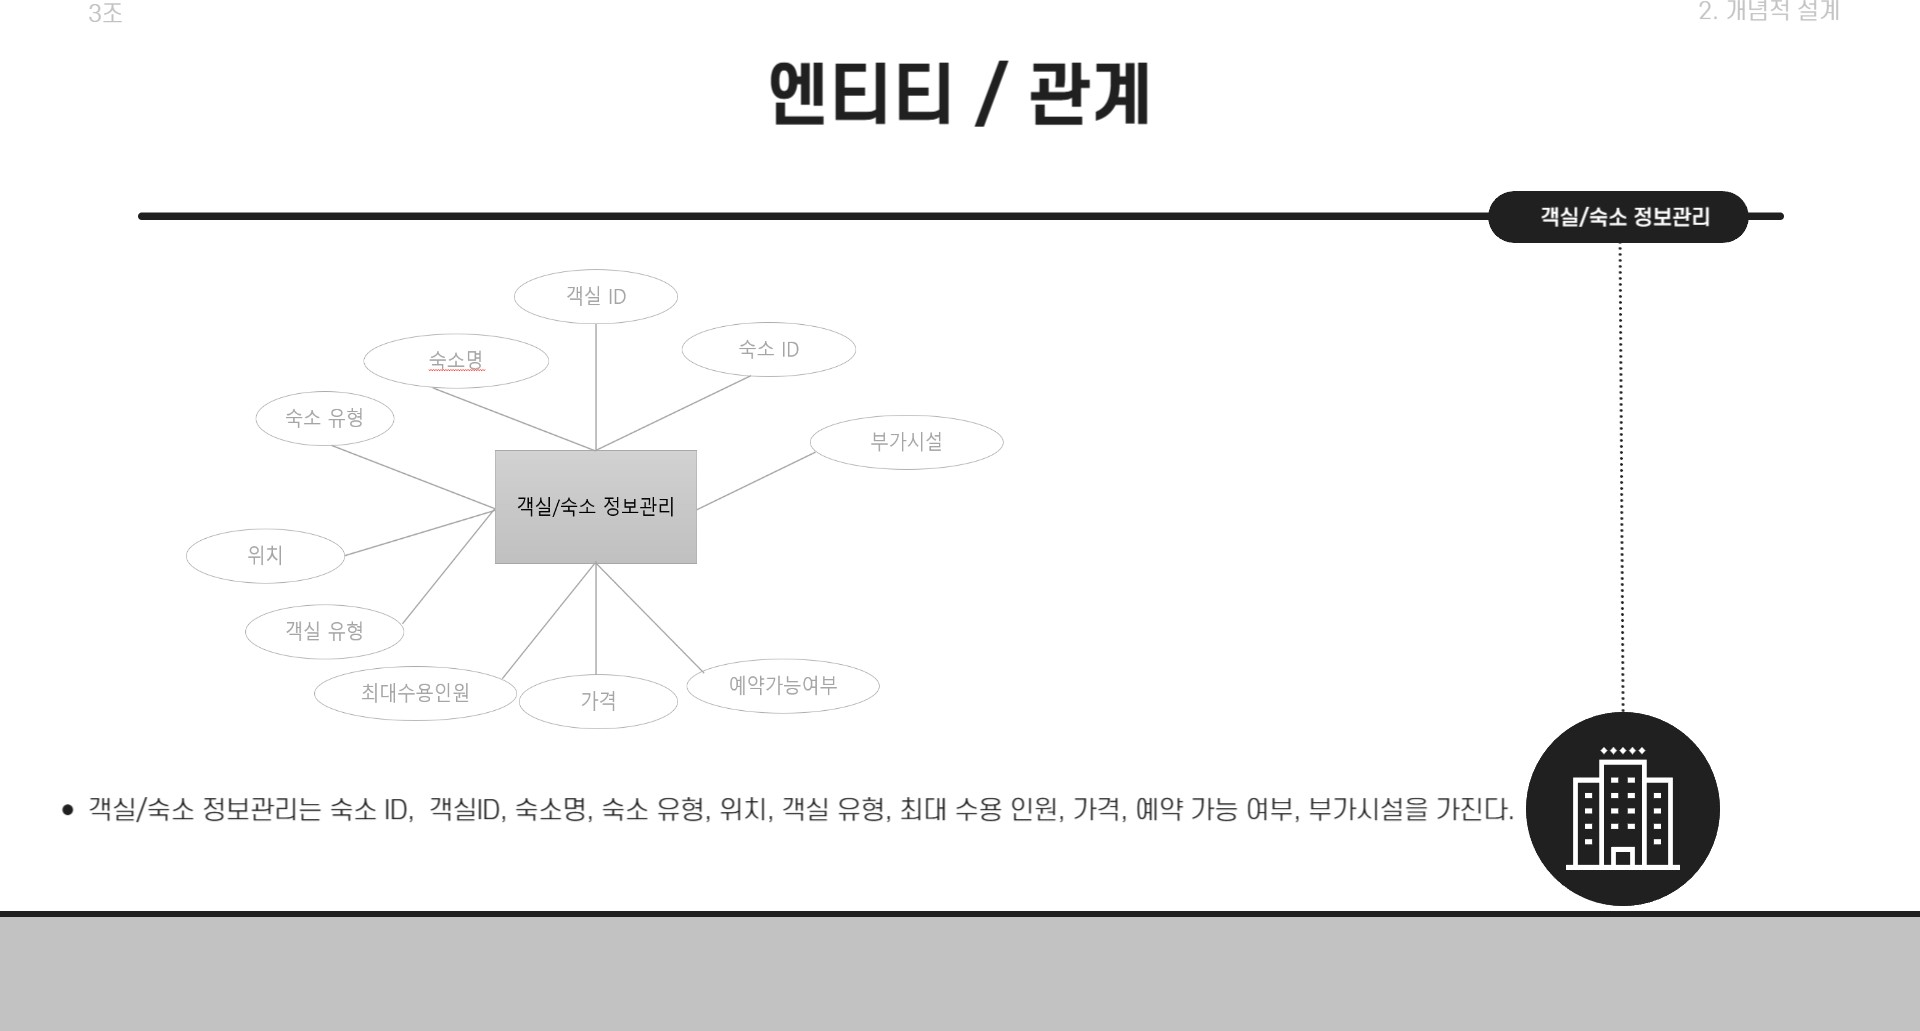 3조
2. 개념적 설계
엔티티 / 관계
객실/숙소 정보관리
객실 ID
숙소명
숙소 ID
숙소 유형
부가시설
객실/숙소 정보관리
위치
객실 유형
최대수용인원
가격
예약가능여부
• 객실/숙소 정보관리는 숙소 ID, 객실ID, 숙소명, 숙소 유형, 위치, 객실 유형, 최대 수용 인원, 가격, 예약 가능 여부, 부가시설을 가진다.